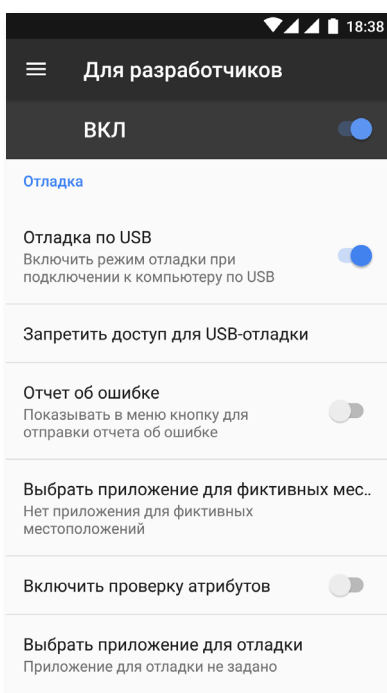 18:38
Для разработчиков
ВКЛ
Отладка
Отладка по USB
Включить режим отладки при
подключении к компьютеру по USB
Запретить доступ для USB-отладки
Отчет об ошибке
Показывать в меню кнопку для
отправки отчета об ошибке
Выбрать приложение для фиктивных мес..
Нет приложения для фиктивных
местоположений
Включить проверку атрибутов
Выбрать приложение для отладки
Приложение для отладки не задано